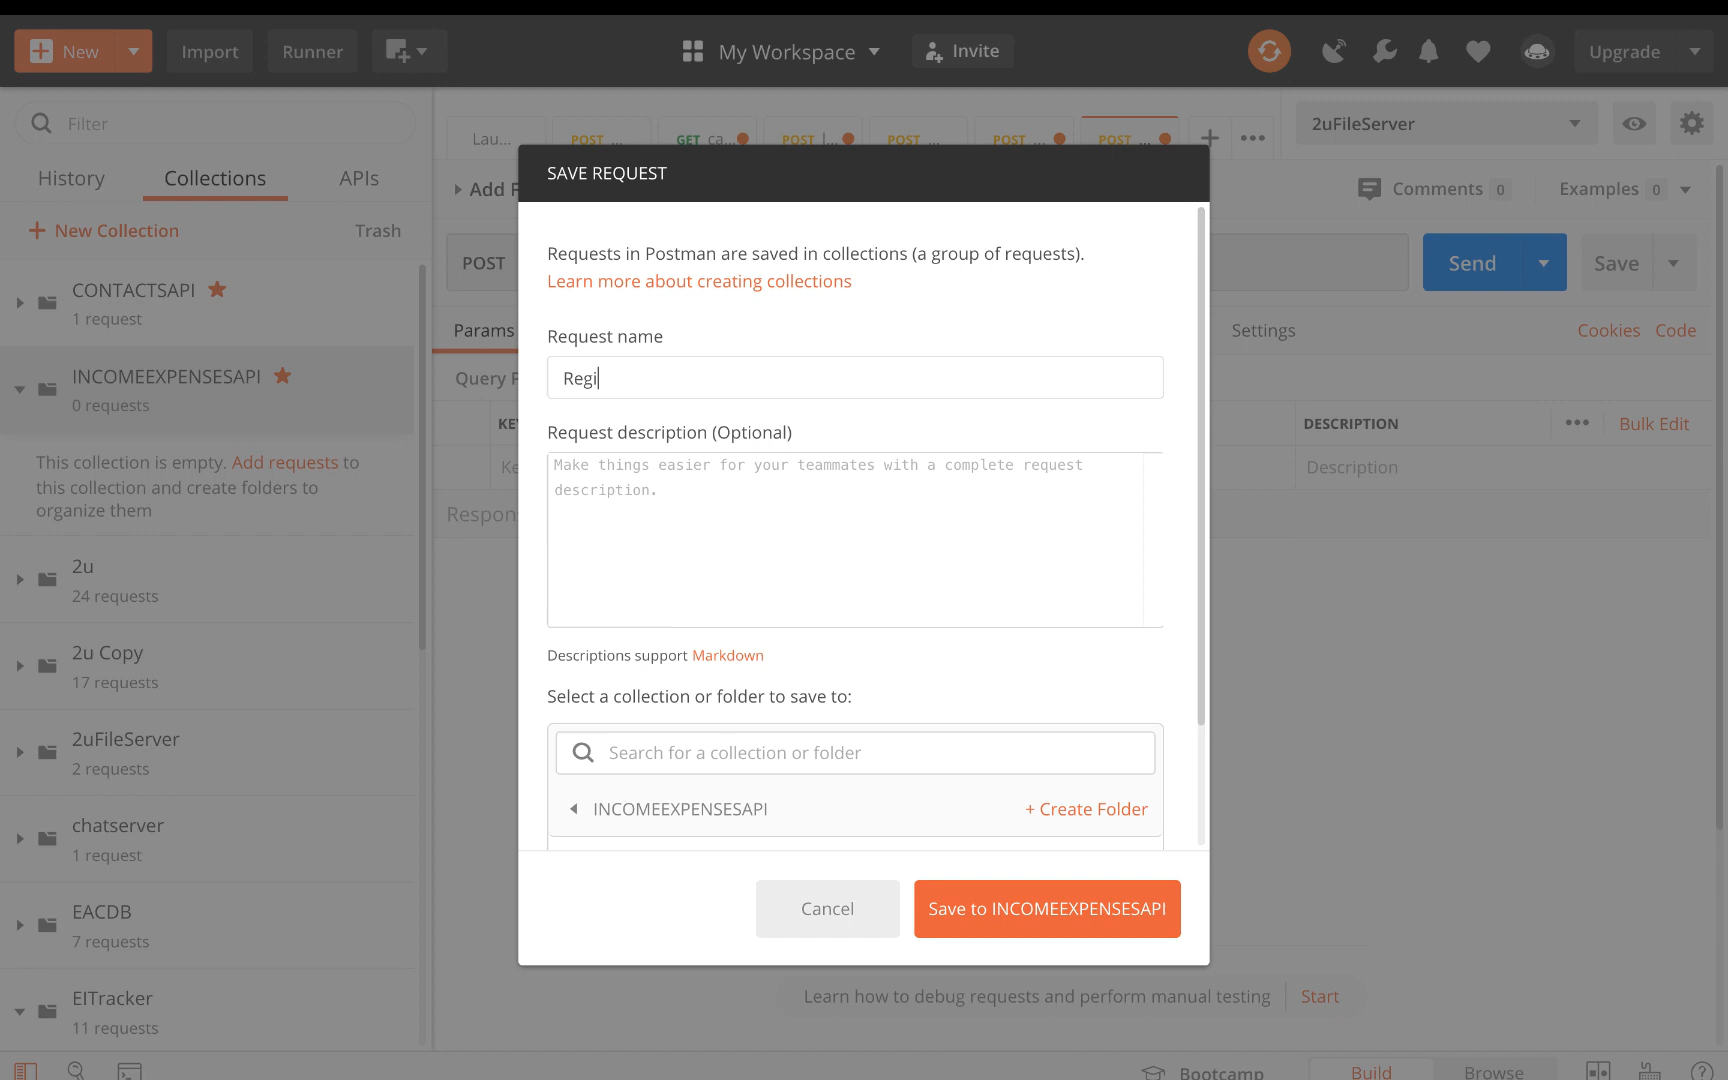 New
Import
Runner
My Workspace
Invite
Upgrade
Filter
Lau...
POST ...
GET ca...
POST |...
POST ...
POST ...
POST ...
2uFileServer
History
Collections
APIs
Add
Comments 0
Examples 0
New Collection
Trash
CONTACTSAPI
1 request
INCOMEEXPENSESAPI
0 requests
This collection is empty. Add requests to
this collection and create folders to
organize them
2u
24 requests
2u Copy
17 requests
2uFileServer
2 requests
chatserver
1 request
EACDB
7 requests
EITracker
11 requests
POST
Send
Save
Params
Settings
Cookies
Code
Query
DESCRIPTION
Bulk Edit
Description
SAVE REQUEST
Requests in Postman are saved in collections (a group of requests).
Learn more about creating collections
Request name
Regi
Request description (Optional)
Make things easier for your teammates with a complete request
description.
Descriptions support Markdown
Select a collection or folder to save to:
Search for a collection or folder
INCOMEEXPENSESAPI
+ Create Folder
Cancel
Save to INCOMEEXPENSESAPI
Learn how to debug requests and perform manual testing
Start
Bootcamp
Build
Browse